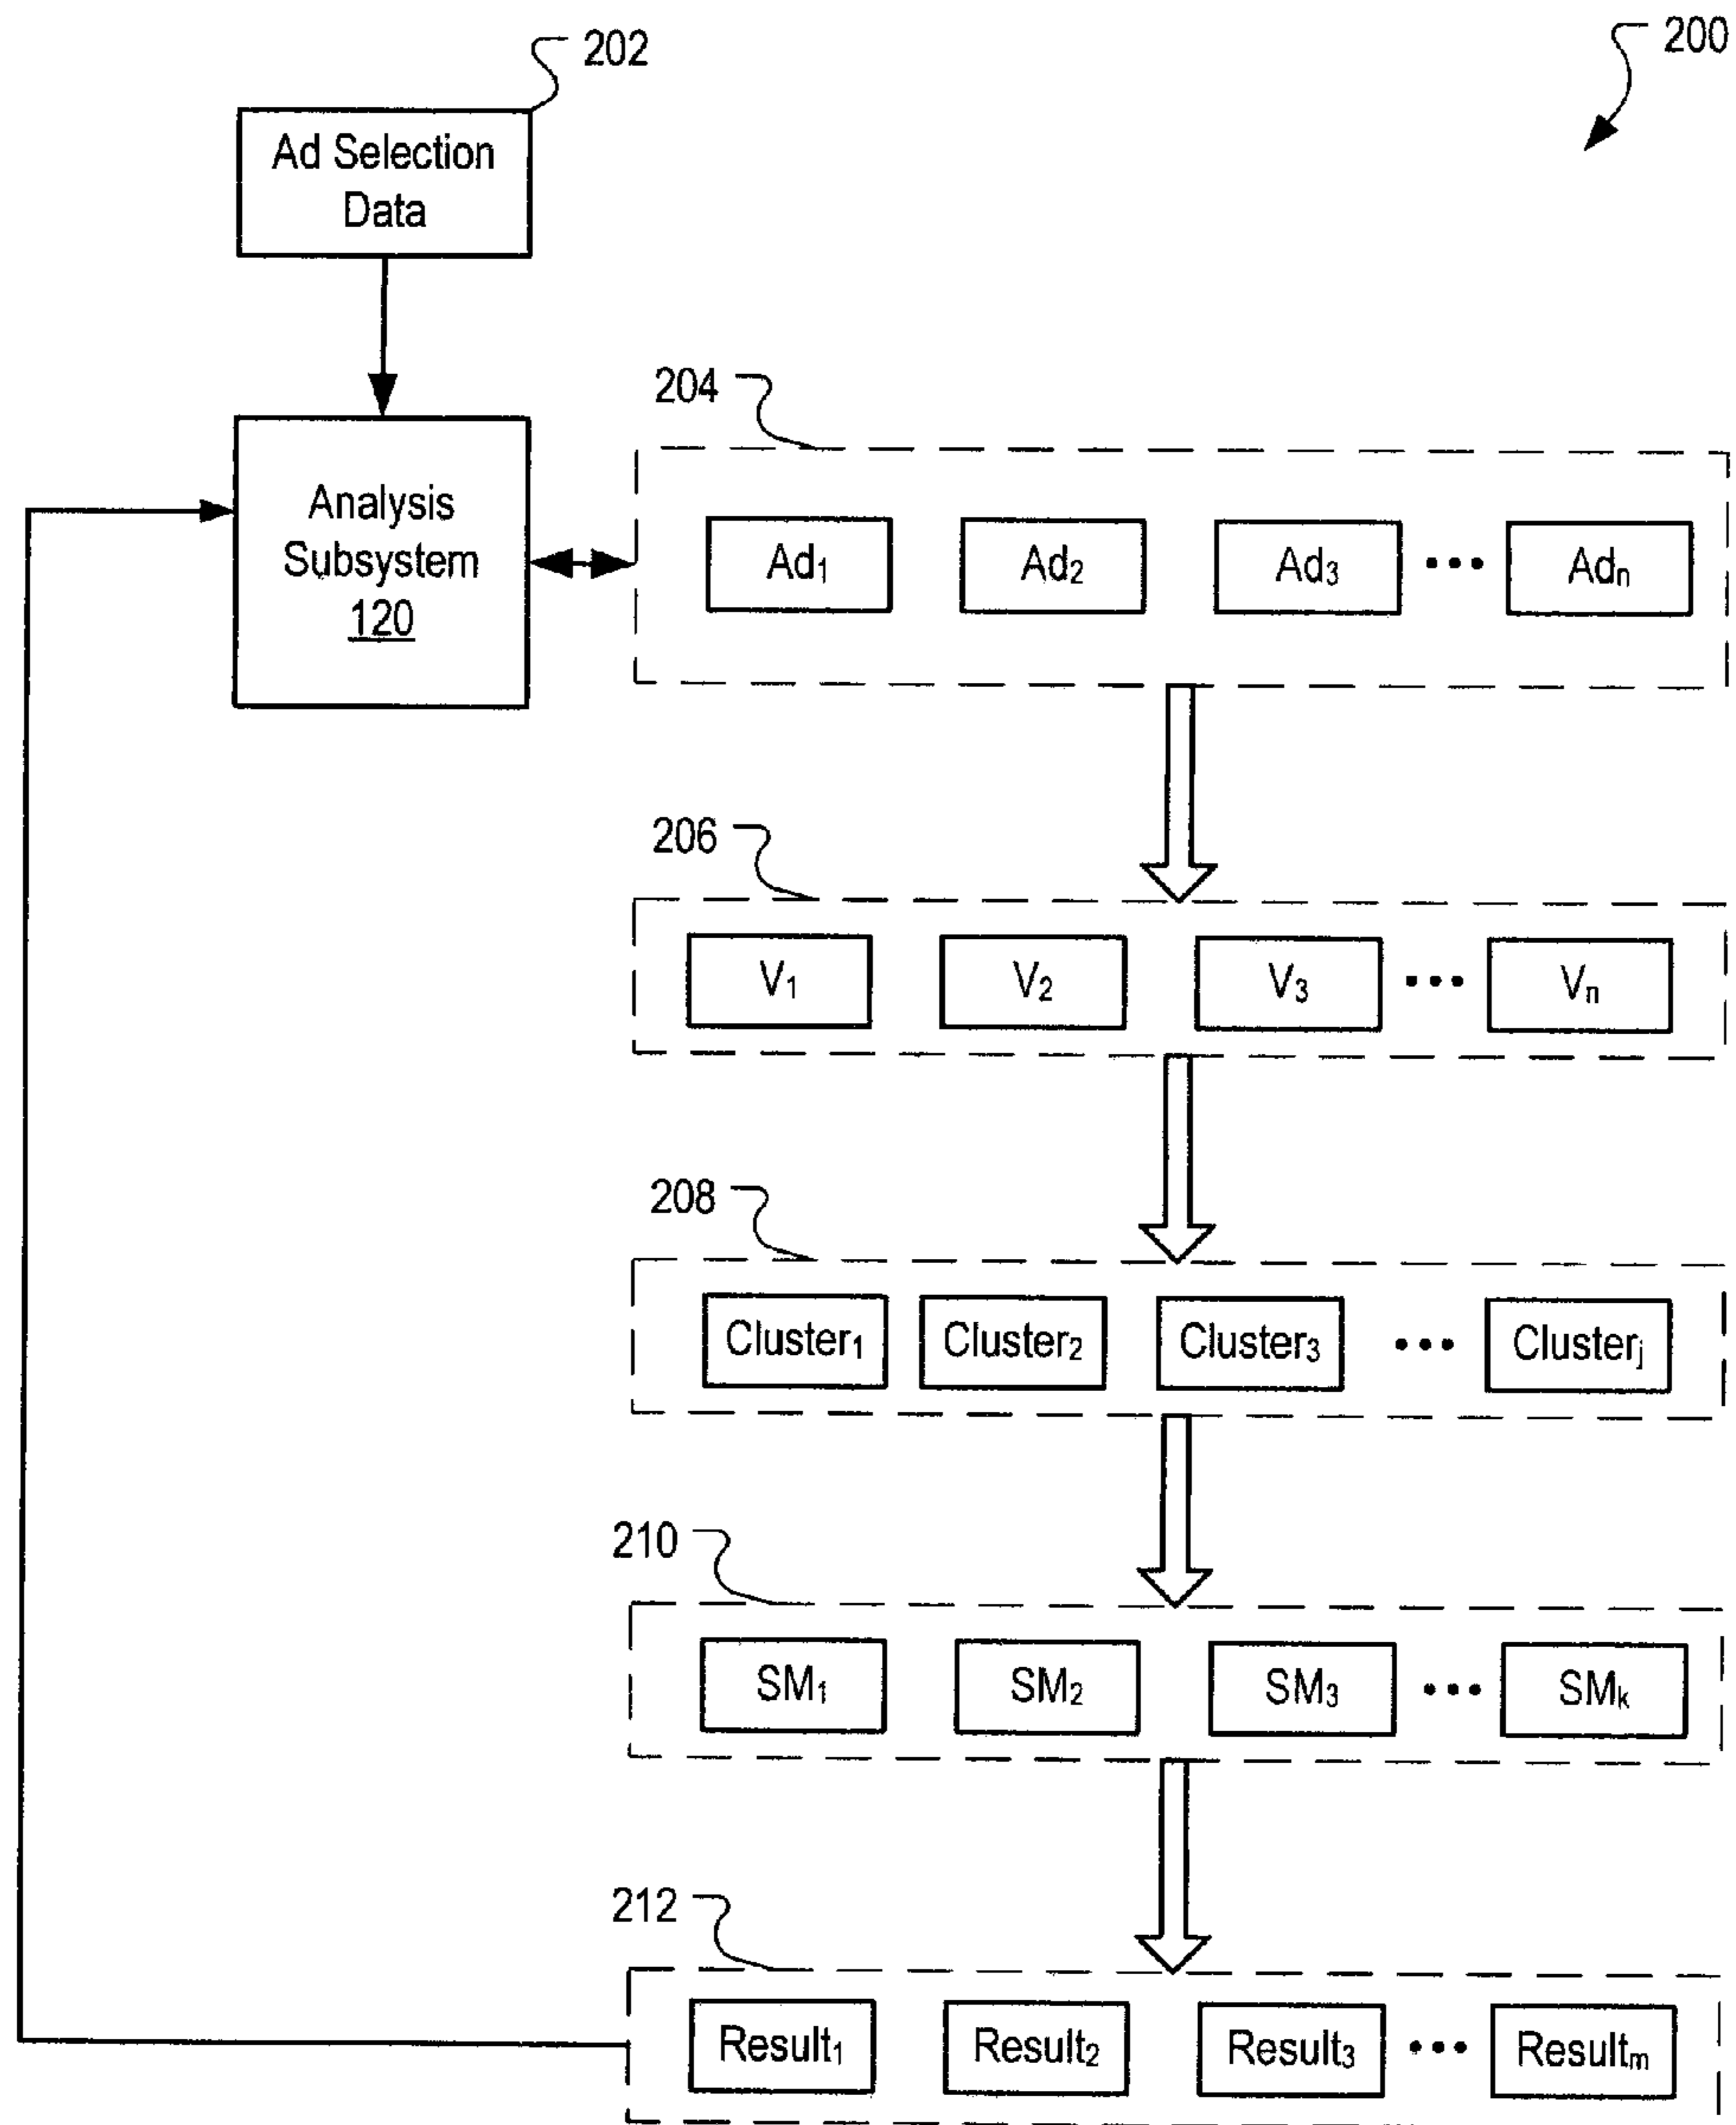 202
200
Ad Selection
Data
204
Analysis
Subsystem
120
Ad₁ Ad₂ Ad₃ ••• Adₙ
206
V₁ V₂ V₃ ••• Vₙ
208
Cluster₁ Cluster₂ Cluster₃ ••• Clusterⱼ
210
SM₁ SM₂ SM₃ ••• SMₖ
212
Result₁ Result₂ Result₃ ••• Resultₘ